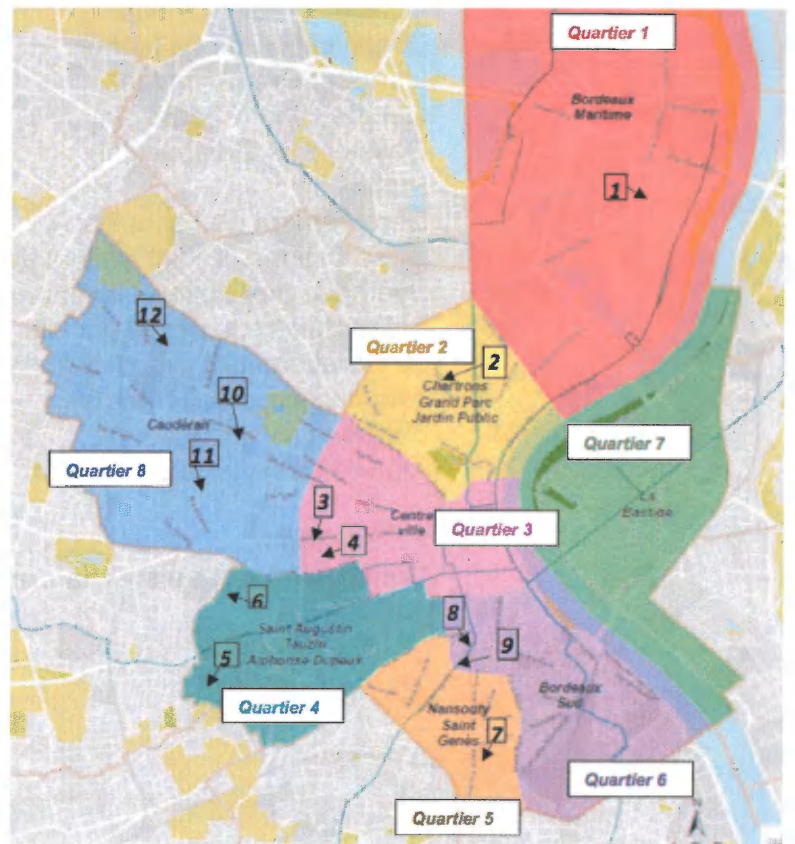 Quartier 1
Bordeaux
Maritime
1
12
Quartier 2
2
Chartrons
Grand Parc
Jardin Public
10
Caudéran
Quartier 7
11
Quartier 8
3
Centre
ville
4
Quartier 3
La
Bastide
6
8
Saint Augustin
Tauzin
Alphonse Dupeux
9
5
Quartier 4
Bordeaux
Sud
Nansouty
Saint
Genès
7
Quartier 6
Quartier 5